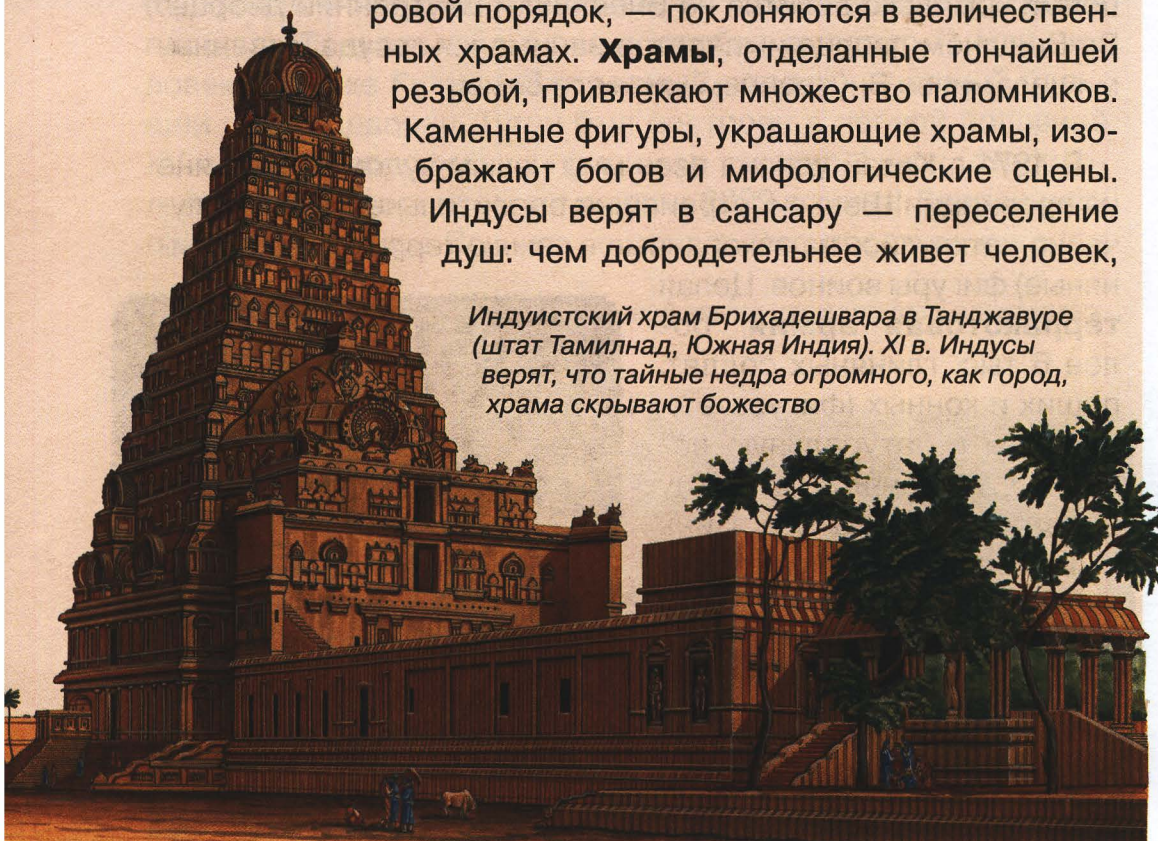 ровой порядок, — поклоняются в величествен-
ных храмах. Храмы, отделанные тончайшей
резьбой, привлекают множество паломников.
Каменные фигуры, украшающие храмы, изо-
бражают богов и мифологические сцены.
Индусы верят в сансару — переселение
душ: чем добродетельнее живет человек,
Индуистский храм Брихадешвара в Танджавуре
(штат Тамилнад, Южная Индия). XI в. Индусы
верят, что тайные недра огромного, как город,
храма скрывают божество